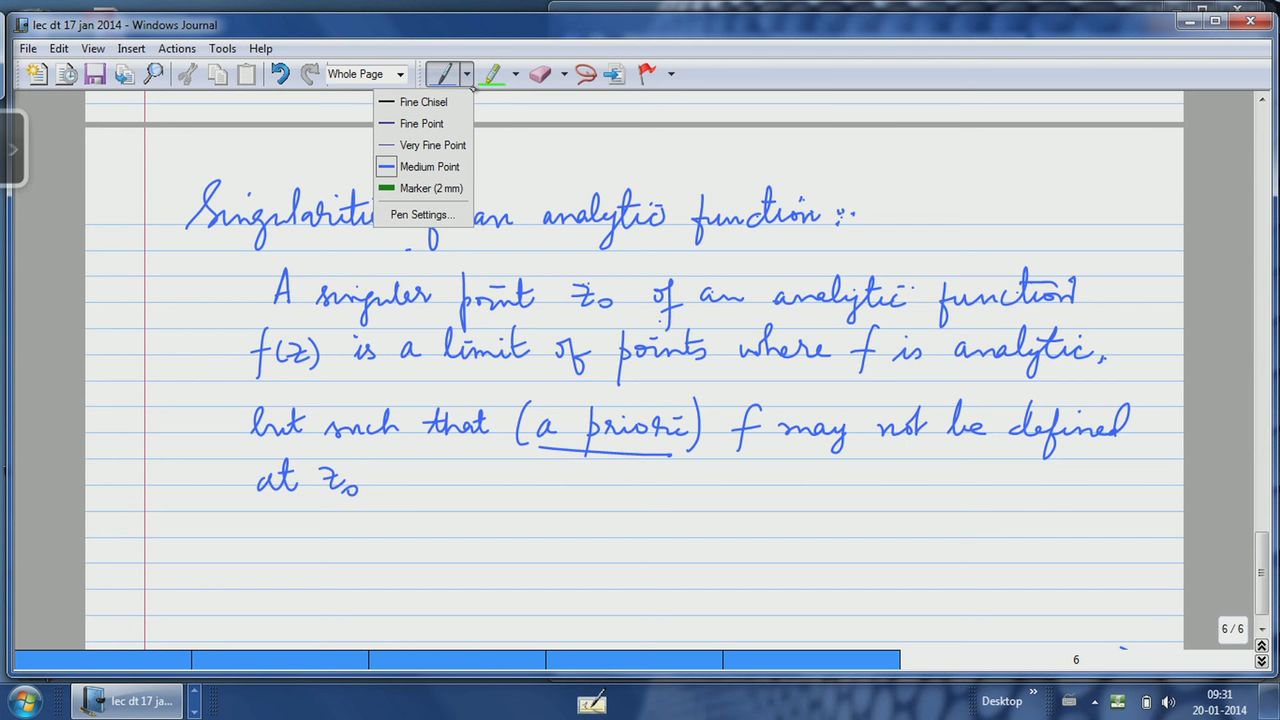 lec dt 17 jan 2014 - Windows Journal
File Edit View Insert Actions Tools Help
Whole Page
Fine Chisel
Fine Point
Very Fine Point
Medium Point
Marker (2 mm)
Pen Settings...
an analytic function :-
A singular point z₀ of an analytic function
f(z) is a limit of points where f is analytic,
but such that (a priori) f may not be defined
at z₀
6 / 6
6
lec dt 17 ja...
Desktop
09:31
20-01-2014